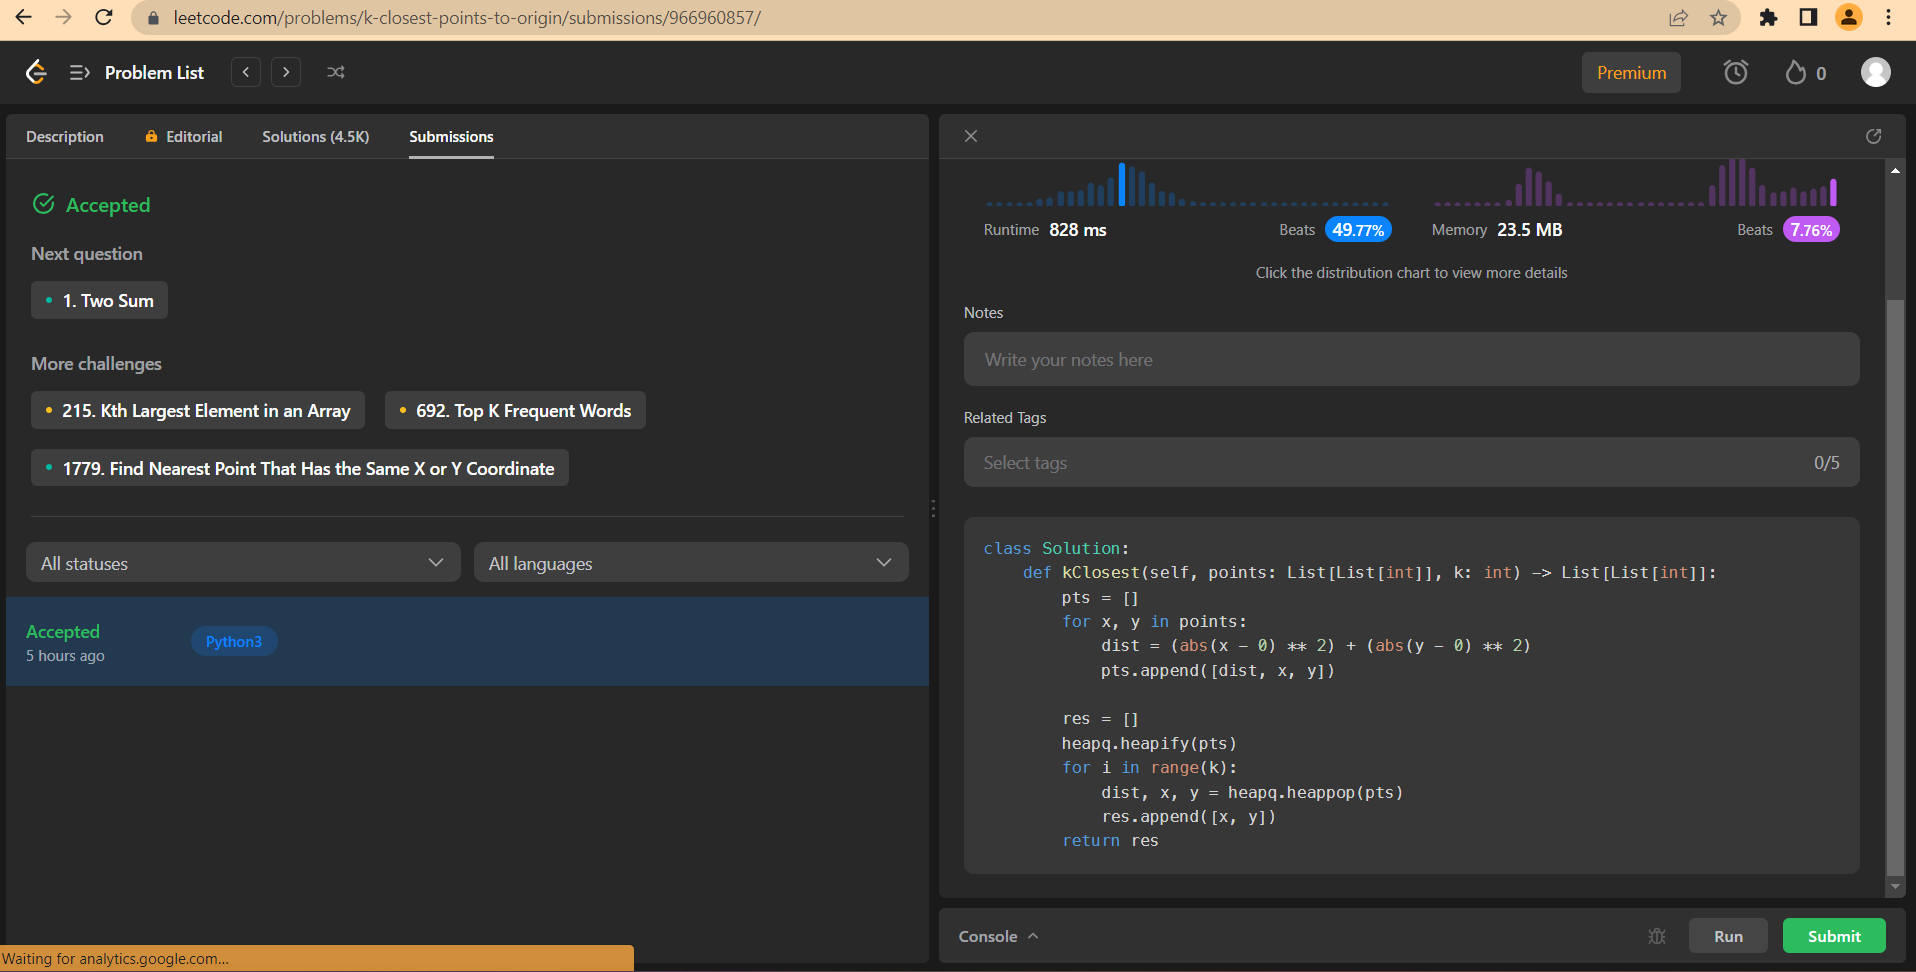 leetcode.com/problems/k-closest-points-to-origin/submissions/966960857/
Problem List
Premium
0
Description
Editorial
Solutions (4.5K)
Submissions
Accepted
Next question
1. Two Sum
More challenges
215. Kth Largest Element in an Array
692. Top K Frequent Words
1779. Find Nearest Point That Has the Same X or Y Coordinate
All statuses
All languages
Accepted
5 hours ago
Python3
Waiting for analytics.google.com...
Runtime 828 ms
Beats 49.77%
Memory 23.5 MB
Beats 7.76%
Click the distribution chart to view more details
Notes
Write your notes here
Related Tags
Select tags
0/5
class Solution:
    def kClosest(self, points: List[List[int]], k: int) -> List[List[int]]:
        pts = []
        for x, y in points:
            dist = (abs(x - 0) ** 2) + (abs(y - 0) ** 2)
            pts.append([dist, x, y])
        res = []
        heapq.heapify(pts)
        for i in range(k):
            dist, x, y = heapq.heappop(pts)
            res.append([x, y])
        return res
Console
Run
Submit